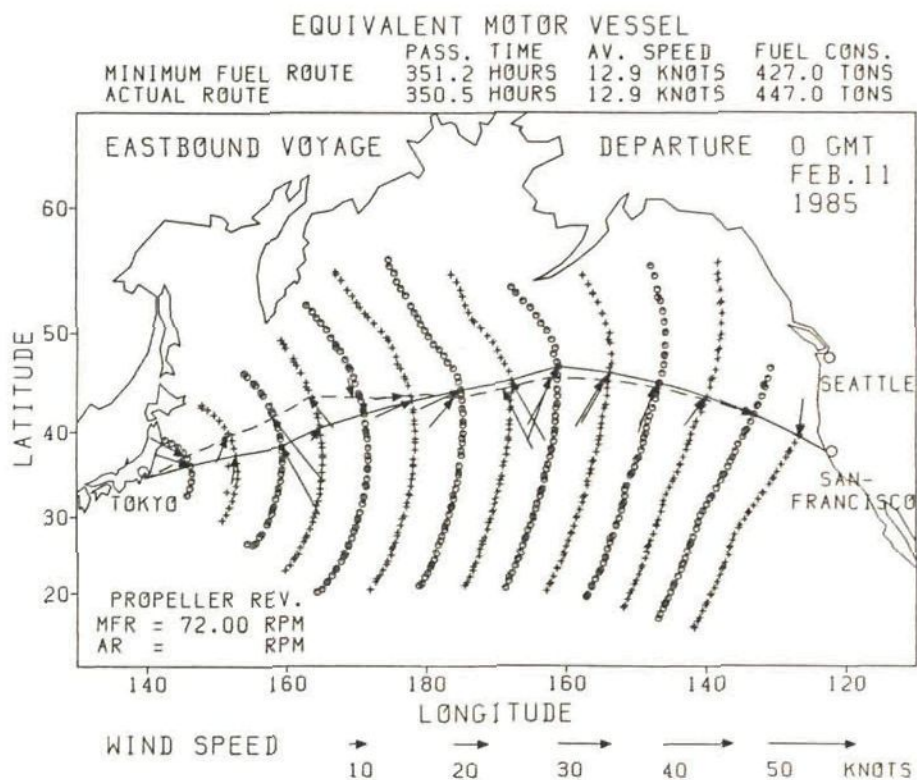 EQUIVALENT MOTOR VESSEL
PASS. TIME AV. SPEED FUEL CONS.
MINIMUM FUEL ROUTE 351.2 HOURS 12.9 KNOTS 427.0 TONS
ACTUAL ROUTE 350.5 HOURS 12.9 KNOTS 447.0 TONS
EASTBOUND VOYAGE DEPARTURE 0 GMT
FEB.11
1985
60
50
40
30
20
LATITUDE
SEATTLE
SAN-
FRANCISCO
TOKYO
PROPELLER REV.
MFR = 72.00 RPM
AR = RPM
140 160 180 160 140 120
LONGITUDE
WIND SPEED
10 20 30 40 50 KNOTS